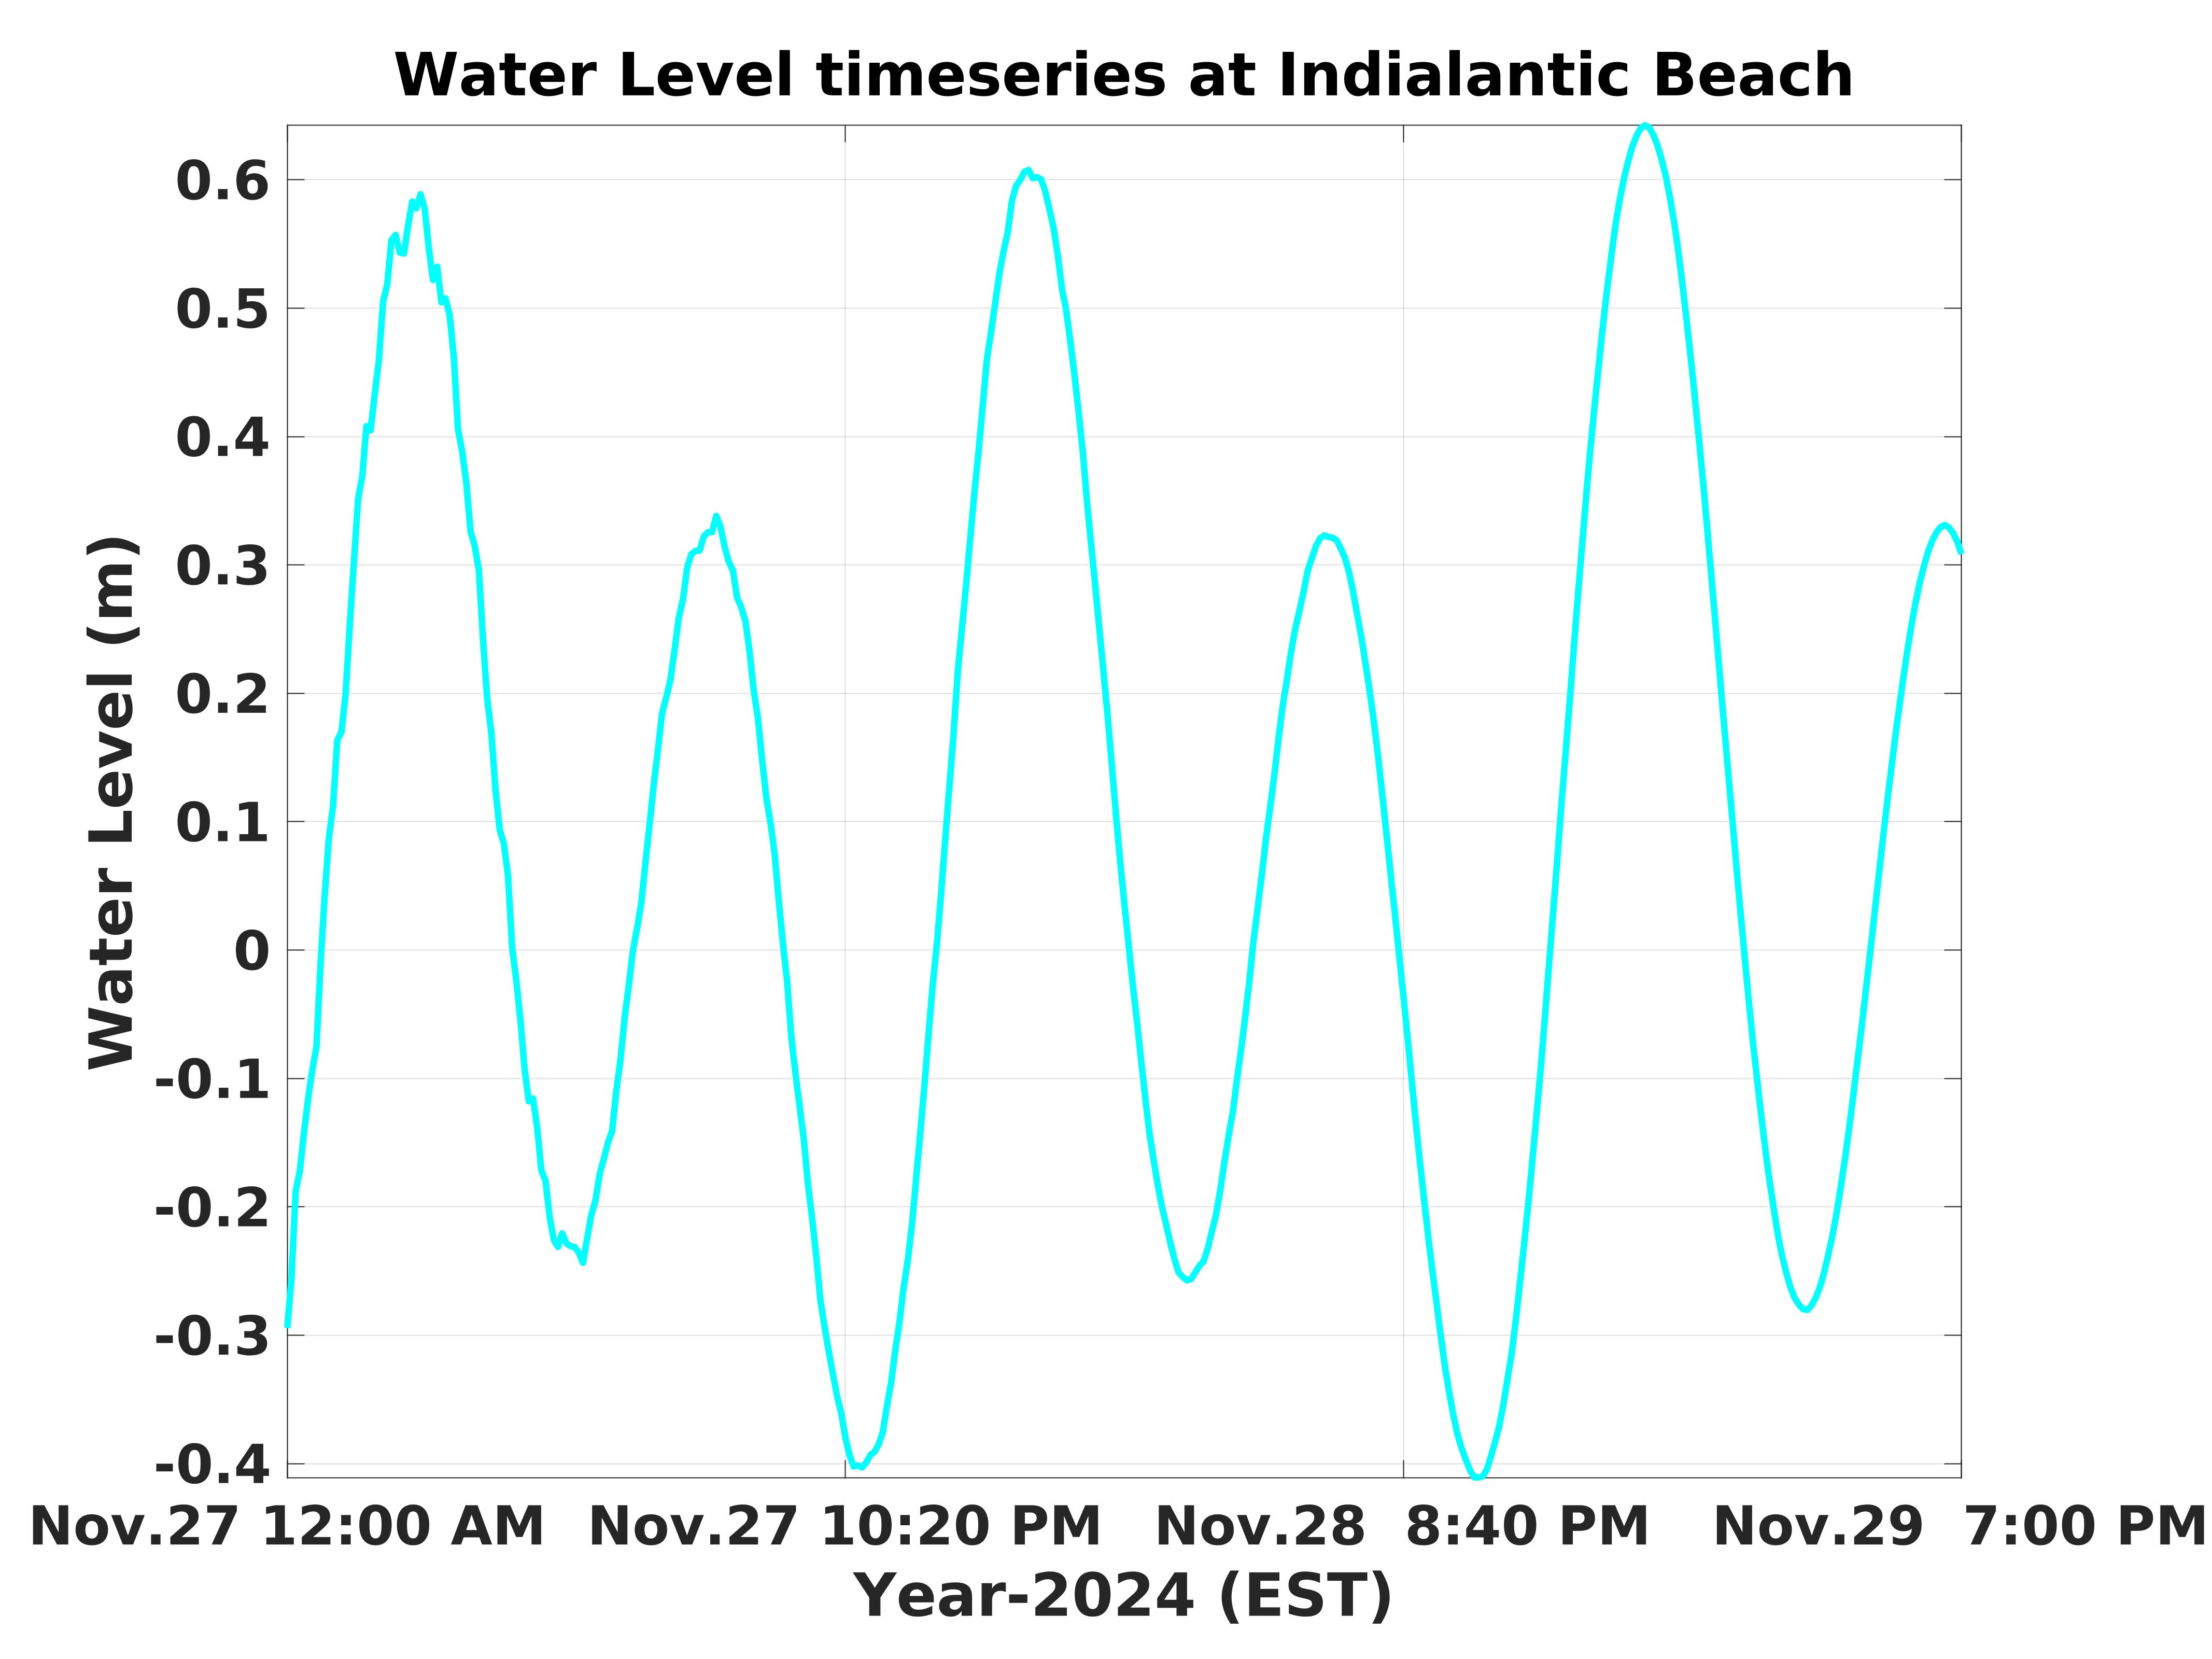 Water Level timeseries at Indialantic Beach
Water Level (m)
0.6
0.5
0.4
0.3
0.2
0.1
0
-0.1
-0.2
-0.3
-0.4
Nov.27 12:00 AM Nov.27 10:20 PM Nov.28 8:40 PM Nov.29 7:00 PM
Year-2024 (EST)